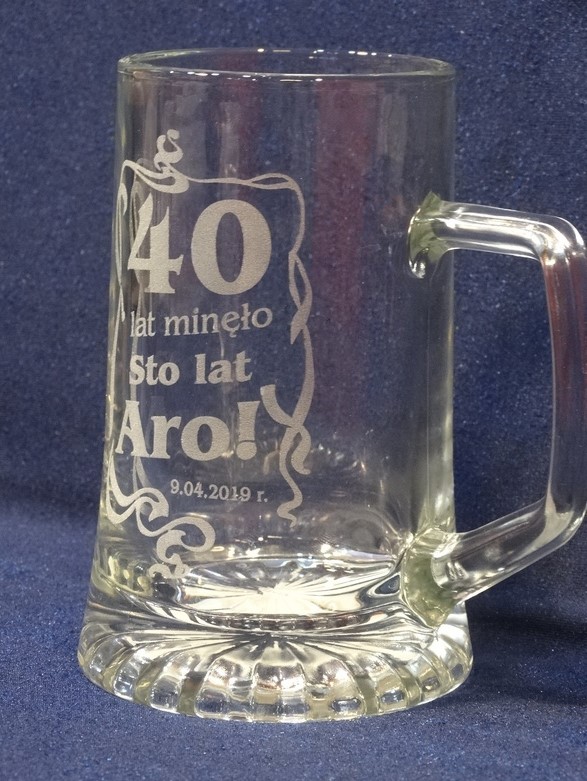 40
lat minęło
Sto lat
Aro!
9.04.2019 r.